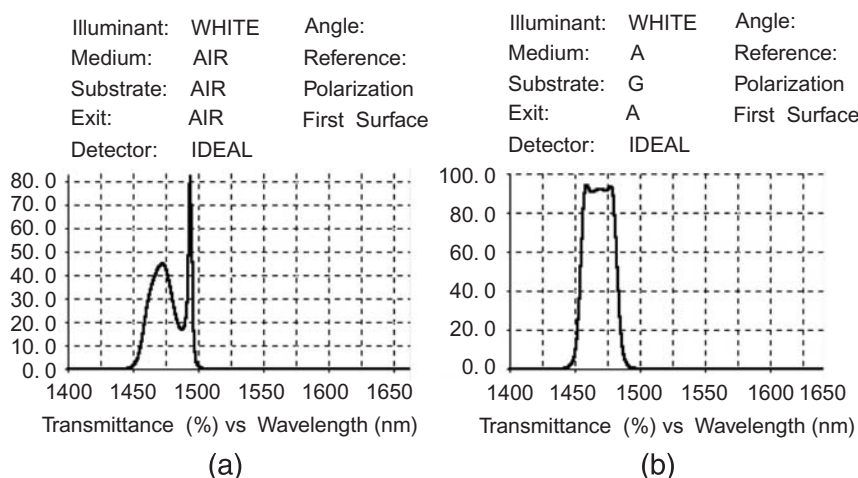 Illuminant: WHITE Angle:
Medium: AIR Reference:
Substrate: AIR Polarization
Exit: AIR First Surface
Detector: IDEAL
80. 0
70. 0
60. 0
50. 0
40. 0
30. 0
20. 0
10. 0
0. 0
1400 1450 1500 1550 1600 1650
Transmittance (%) vs Wavelength (nm)
(a)
Illuminant: WHITE Angle:
Medium: A Reference:
Substrate: G Polarization
Exit: A First Surface
Detector: IDEAL
100. 0
80. 0
60. 0
40. 0
20. 0
0. 0
1400 1450 1500 1550 1600 1650
Transmittance (%) vs Wavelength (nm)
(b)